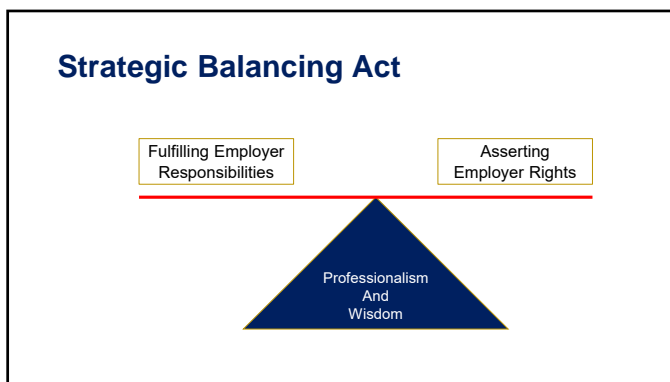 Strategic Balancing Act
Fulfilling Employer
Responsibilities
Asserting
Employer Rights
Professionalism
And
Wisdom